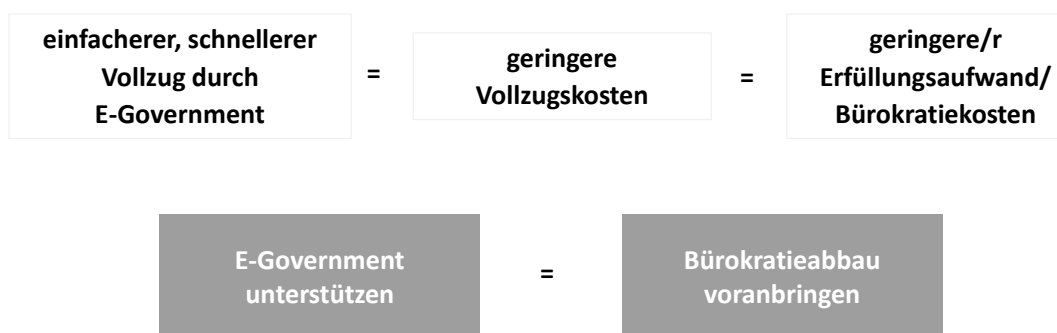 einfacherer, schnellerer
Vollzug durch
E-Government
=
geringere
Vollzugskosten
=
geringere/r
Erfüllungsaufwand/
Bürokratiekosten
E-Government
unterstützen
=
Bürokratieabbau
voranbringen